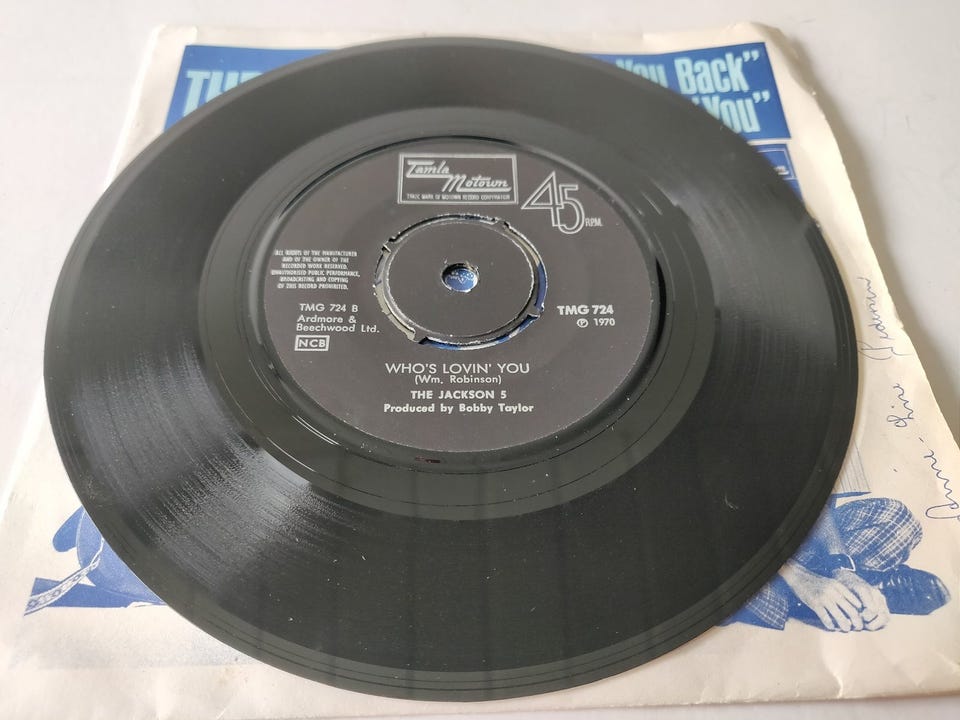 You Back"
You"
Tamla
Motown
TRADE MARK OF MOTOWN RECORD CORPORATION
45 RPM.
ALL RIGHTS OF THE MANUFACTURER
AND OF THE OWNER OF THE
RECORDED WORK RESERVED.
UNAUTHORISED PUBLIC PERFORMANCE,
BROADCASTING AND COPYING
OF THIS RECORD PROHIBITED.
TMG 724 B
Ardmore &
Beechwood Ltd.
NCB
TMG 724
℗ 1970
WHO'S LOVIN' YOU
(Wm. Robinson)
THE JACKSON 5
Produced by Bobby Taylor